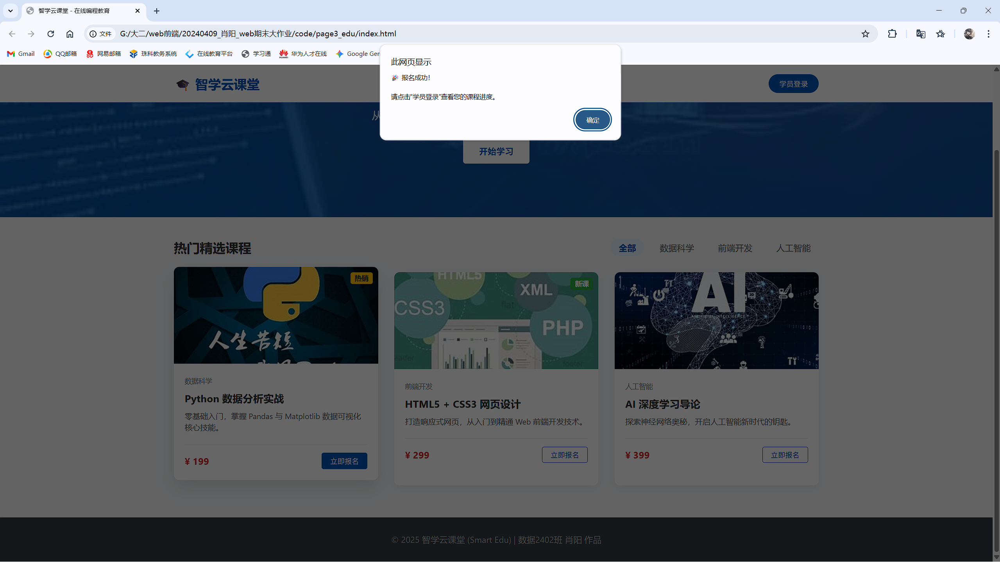 智学云课堂 - 在线编程教育
文件
G:/大二/web前端/20240409_肖阳_web期末大作业/code/page3_edu/index.html
Gmail
QQ邮箱
网易邮箱
珠科教务系统
在线教育平台
学习通
HUAWEI
华为人才在线
Google Gen
此网页显示
🎉 报名成功！
请点击“学员登录”查看您的课程进度。
确定
🎓 智学云课堂
学员登录
从
开始学习
热门精选课程
全部
数据科学
前端开发
人工智能
热销
人生苦短
数据科学
Python 数据分析实战
零基础入门，掌握 Pandas 与 Matplotlib 数据可视化
核心技能。
¥ 199
立即报名
新课
HTML5
XML
CSS3
flat
PHP
eader
footer
前端开发
HTML5 + CSS3 网页设计
打造响应式网页，从入门到精通 Web 前端开发技术。
¥ 299
立即报名
AI
ARTIFICIAL INTELLIGENCE
人工智能
AI 深度学习导论
探索神经网络奥秘，开启人工智能新时代的钥匙。
¥ 399
立即报名
© 2025 智学云课堂 (Smart Edu) | 数据2402班 肖阳 作品